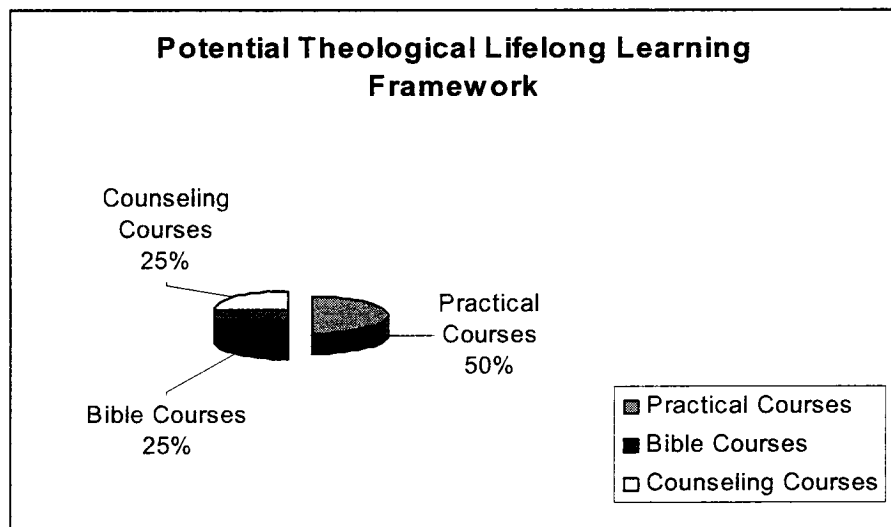 Potential Theological Lifelong Learning
Framework
Counseling
Courses
25%
Practical
Courses
50%
Bible Courses
25%
Practical Courses
Bible Courses
Counseling Courses